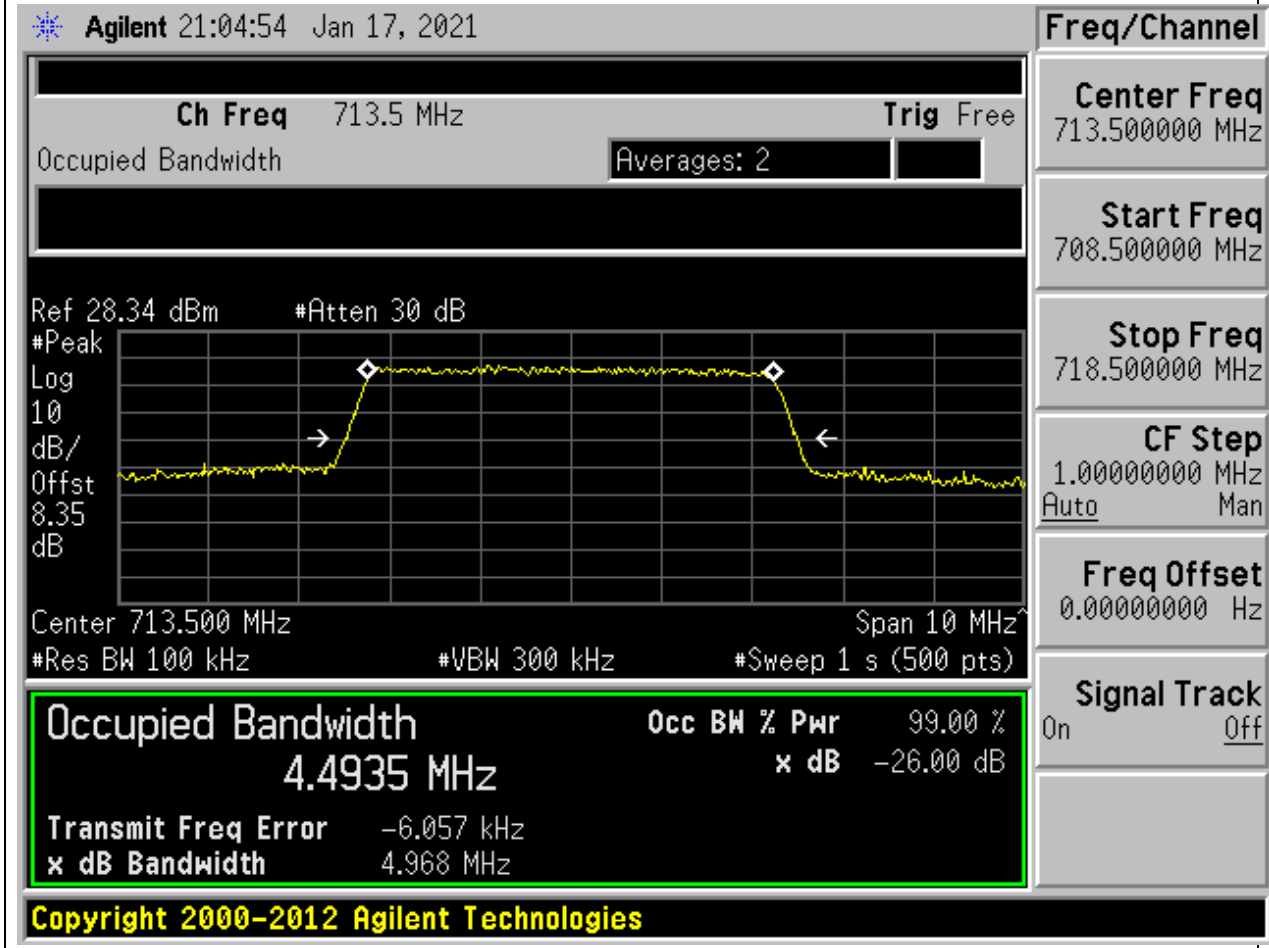 Agilent 21:04:54 Jan 17, 2021
Freq/Channel
Ch Freq 713.5 MHz Trig Free
Occupied Bandwidth Averages: 2
Ref 28.34 dBm #Atten 30 dB
#Peak
Log
10
dB/
Offst
8.35
dB
Center 713.500 MHz Span 10 MHz^
#Res BW 100 kHz #VBW 300 kHz #Sweep 1 s (500 pts)
Occupied Bandwidth Occ BW % Pwr 99.00 %
4.4935 MHz x dB -26.00 dB
Transmit Freq Error -6.057 kHz
x dB Bandwidth 4.968 MHz
Copyright 2000-2012 Agilent Technologies
Center Freq
713.500000 MHz
Start Freq
708.500000 MHz
Stop Freq
718.500000 MHz
CF Step
1.00000000 MHz
Auto Man
Freq Offset
0.00000000 Hz
Signal Track
On Off